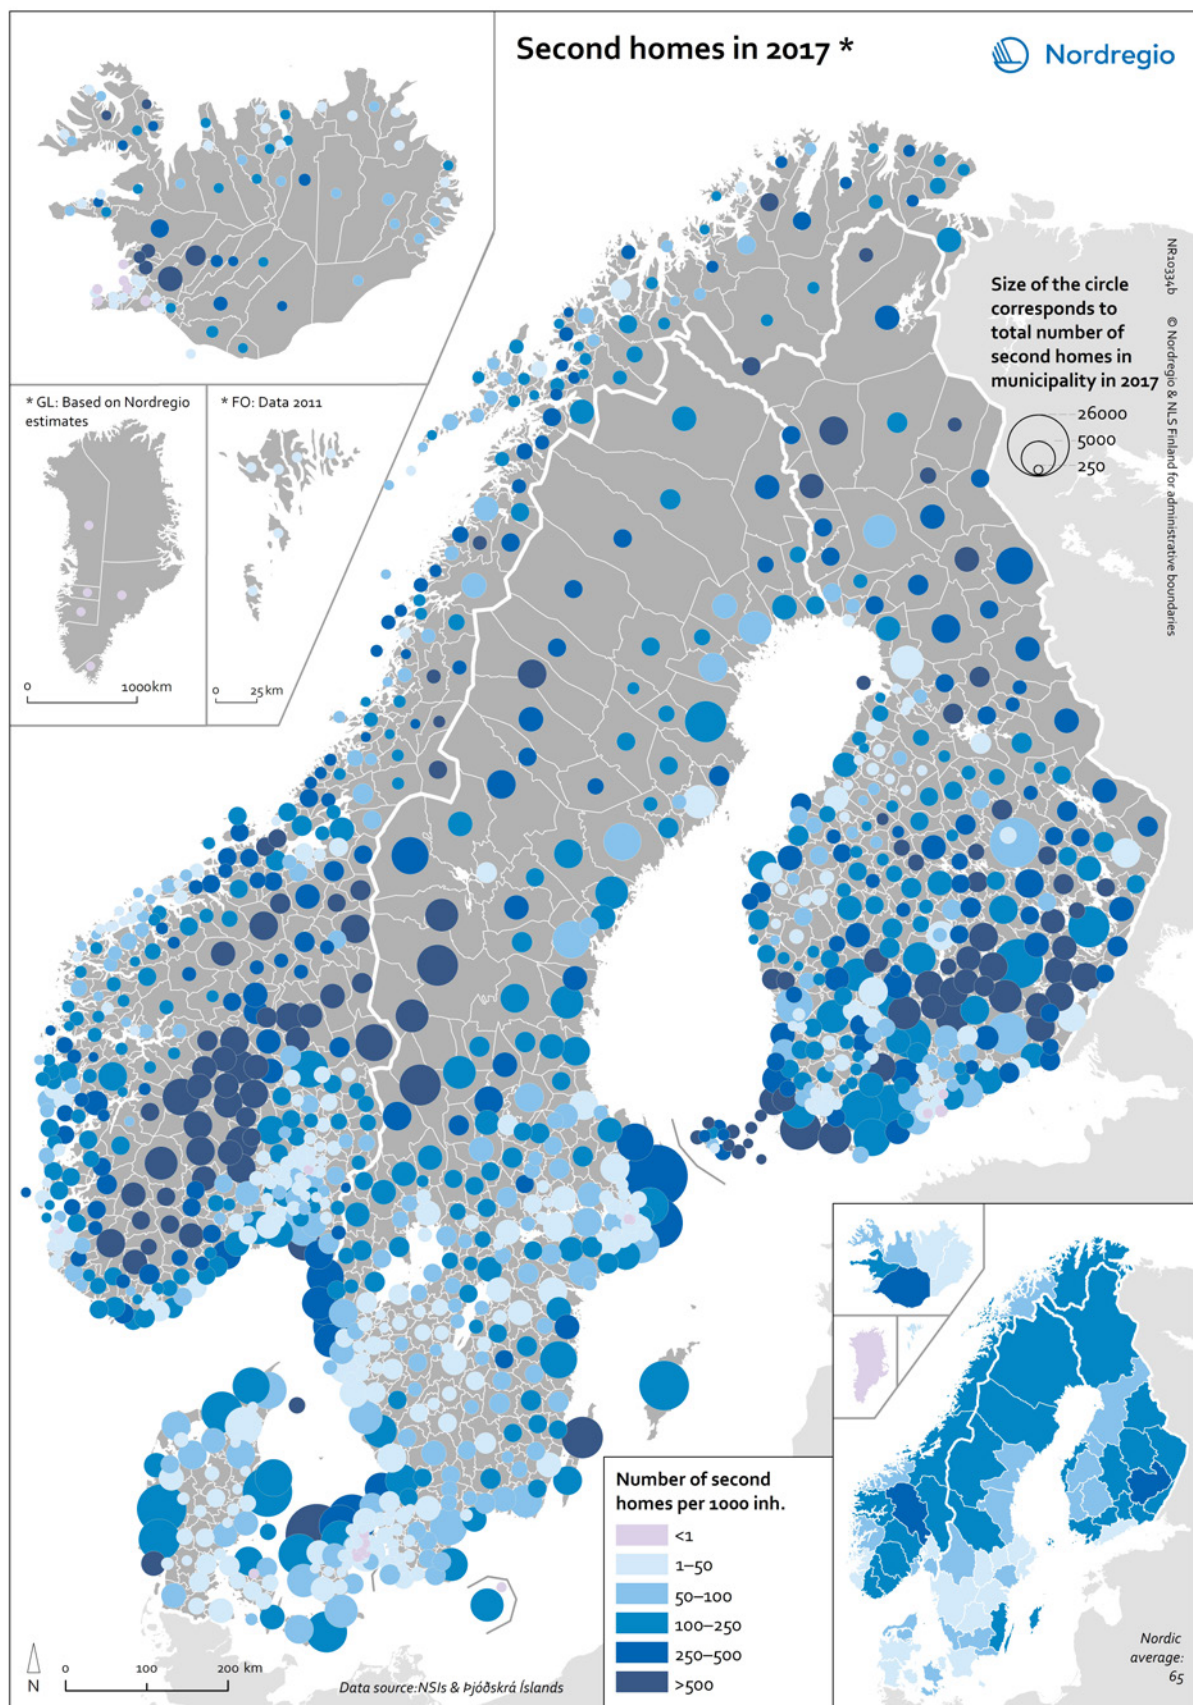 Second homes in 2017 *
Nordregio
* GL: Based on Nordregio
estimates
0
1000km
* FO: Data 2011
0
25 km
Size of the circle
corresponds to
total number of
second homes in
municipality in 2017
26000
5000
250
NR10334b © Nordregio & NLS Finland for administrative boundaries
Number of second
homes per 1000 inh.
<1
1–50
50–100
100–250
250–500
>500
Nordic
average:
65
N
0
100
200 km
Data source:NSIs & Þjóðskrá Íslands